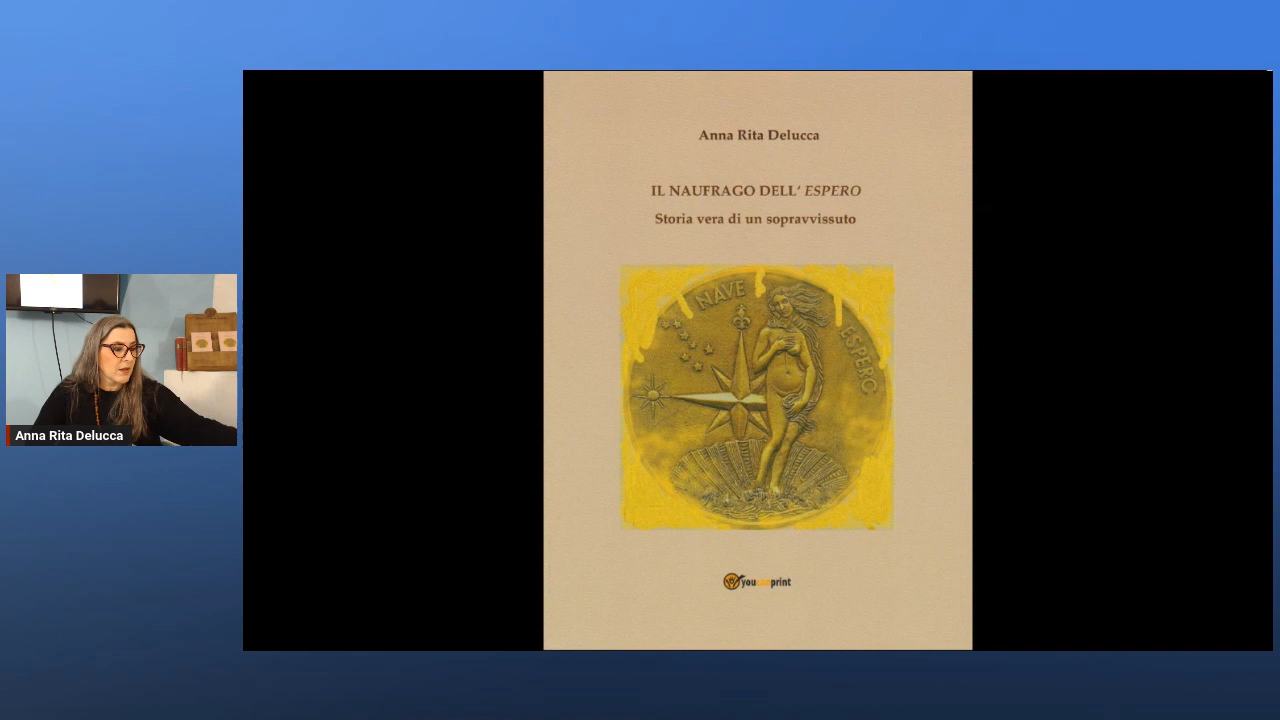 Anna Rita Delucca
IL NAUFRAGO DELL‘ ESPERO
Storia vera di un sopravvissuto
NAVE
ESPERO
youcanprint
Anna Rita Delucca